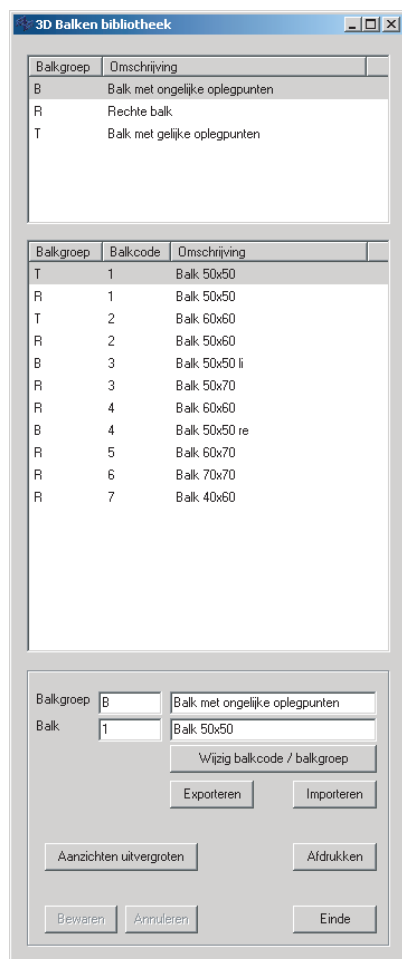 3D Balken bibliotheek
Balkgroep Omschrijving
B Balk met ongelijke oplegpunten
R Rechte balk
T Balk met gelijke oplegpunten
Balkgroep Balkcode Omschrijving
T 1 Balk 50x50
R 1 Balk 50x50
T 2 Balk 60x60
R 2 Balk 50x60
B 3 Balk 50x50 li
R 3 Balk 50x70
R 4 Balk 60x60
B 4 Balk 50x50 re
R 5 Balk 60x70
R 6 Balk 70x70
R 7 Balk 40x60
Balkgroep B Balk met ongelijke oplegpunten
Balk 1 Balk 50x50
Wijzig balkcode / balkgroep
Exporteren Importeren
Aanzichten uitvergroten Afdrukken
Bewaren Annuleren Einde